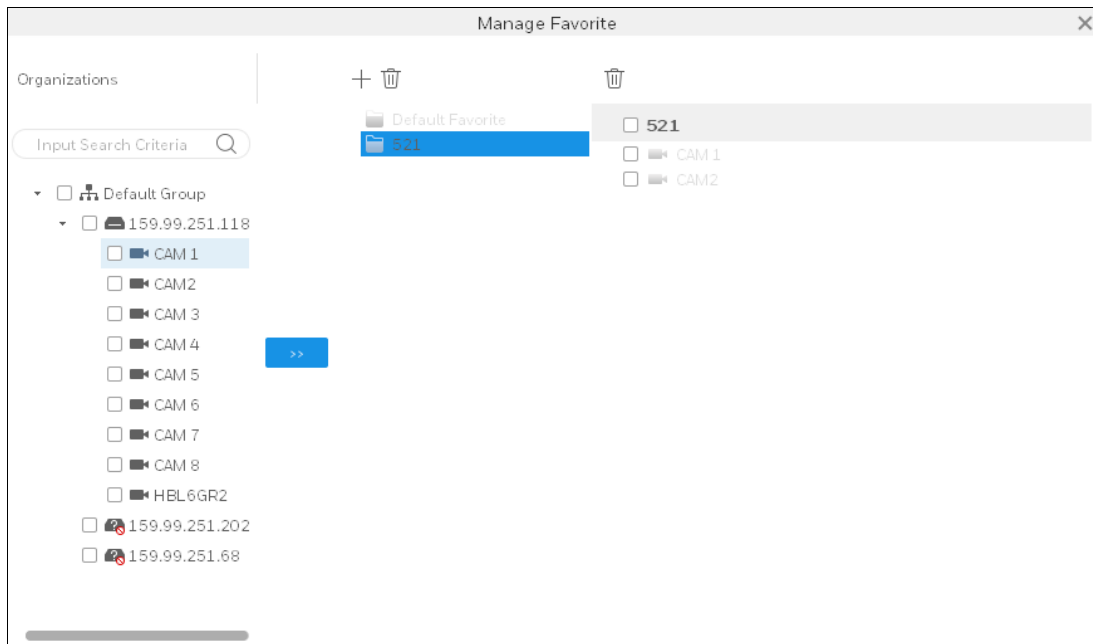 Manage Favorite
Organizations
Input Search Criteria
Default Group
159.99.251.118
CAM 1
CAM2
CAM 3
CAM 4
CAM 5
CAM 6
CAM 7
CAM 8
HBL6GR2
159.99.251.202
159.99.251.68
>>
Default Favorite
521
521
CAM 1
CAM2